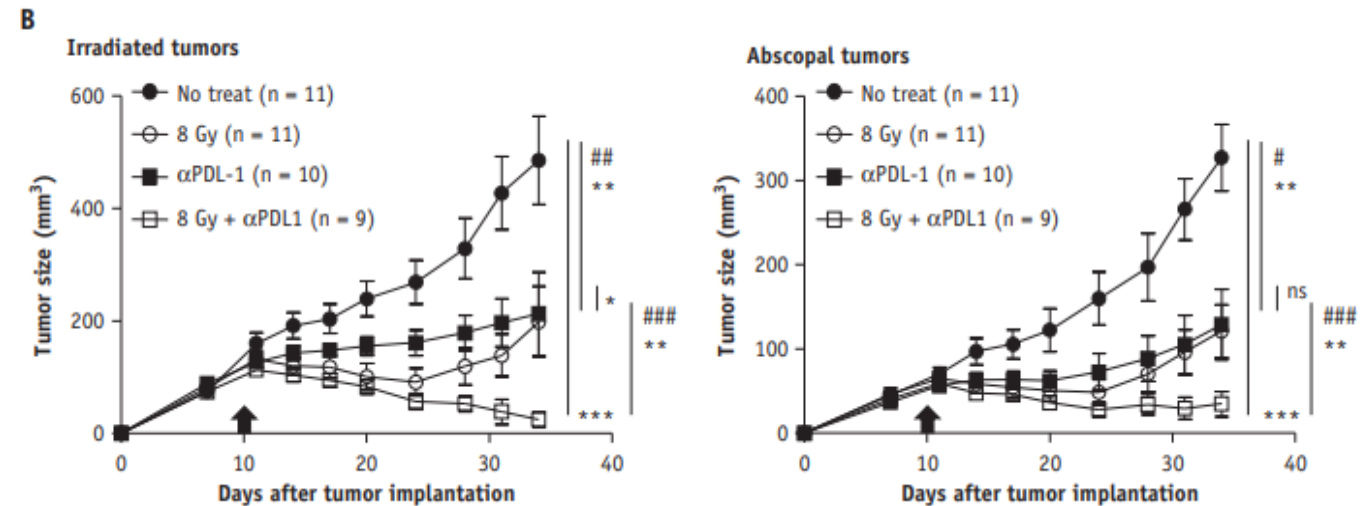 B
Irradiated tumors
600
400
200
0
No treat (n = 11)
8 Gy (n = 11)
αPDL-1 (n = 10)
8 Gy + αPDL1 (n = 9)
Tumor size (mm³)
##
**
*
###
**
***
0 10 20 30 40
Days after tumor implantation
Abscopal tumors
400
300
200
100
0
No treat (n = 11)
8 Gy (n = 11)
αPDL-1 (n = 10)
8 Gy + αPDL1 (n = 9)
Tumor size (mm³)
#
**
ns
###
**
***
0 10 20 30 40
Days after tumor implantation